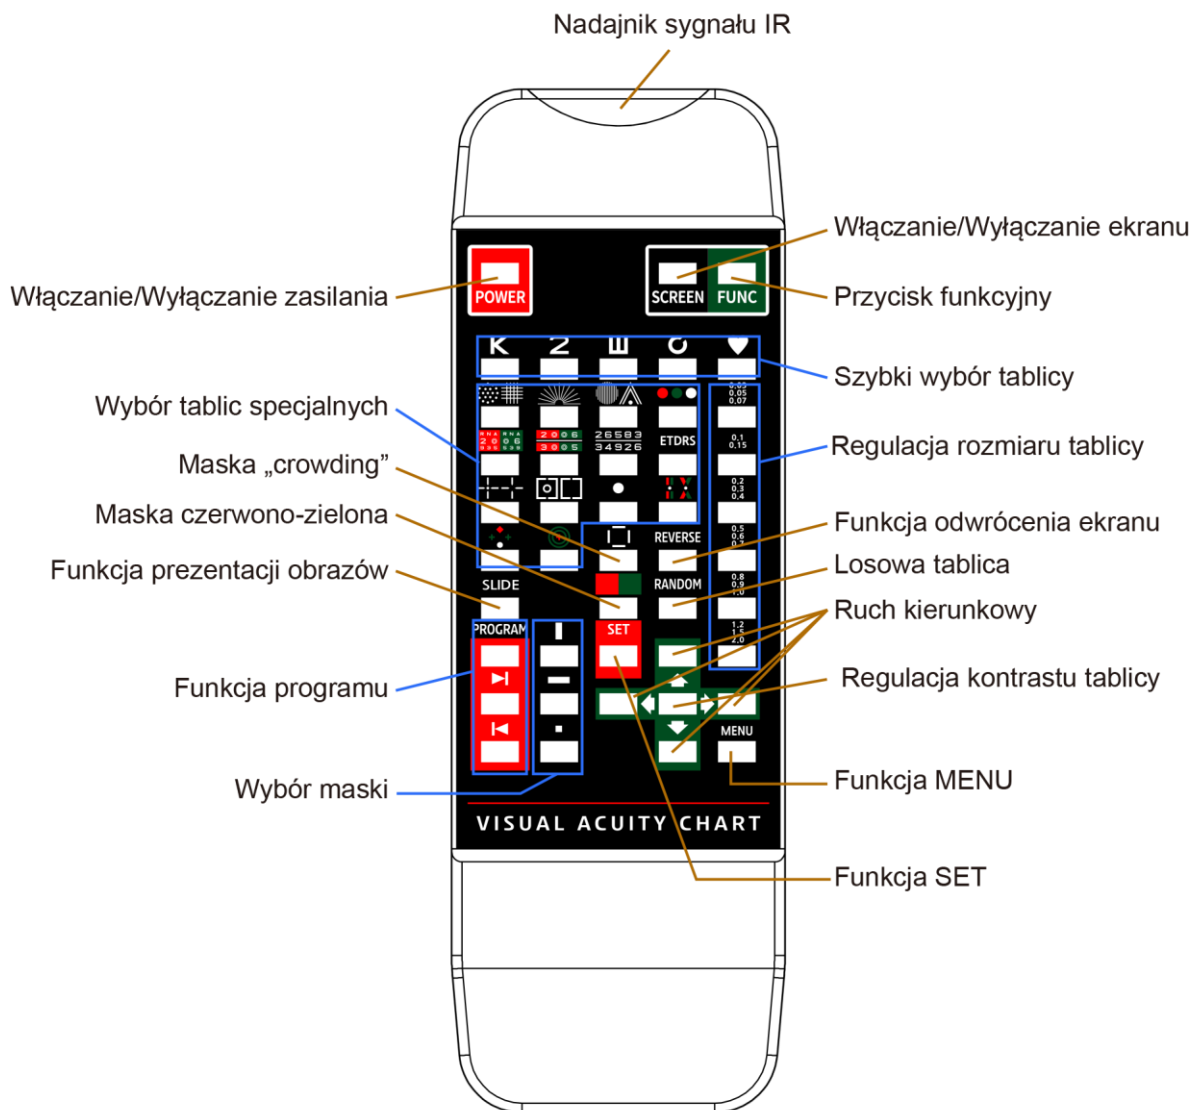 Nadajnik sygnału IR
Włączanie/Wyłączanie ekranu
Włączanie/Wyłączanie zasilania
Przycisk funkcyjny
POWER
SCREEN FUNC
K 2 Ш C
Szybki wybór tablicy
Wybór tablic specjalnych
0.05
0.07
2006
2006
26583
3005
34926
ETDRS
0,1
0,15
Regulacja rozmiaru tablicy
Maska „crowding”
0,2
0,3
0,4
Maska czerwono-zielona
Funkcja odwrócenia ekranu
REVERSE
0,5
0,6
Funkcja prezentacji obrazów
Losowa tablica
SLIDE
RANDOM
0.8
0.9
1.0
Ruch kierunkowy
PROGRAM
SET
1.2
1.5
2.0
Funkcja programu
Regulacja kontrastu tablicy
MENU
Wybór maski
Funkcja MENU
VISUAL ACUITY CHART
Funkcja SET